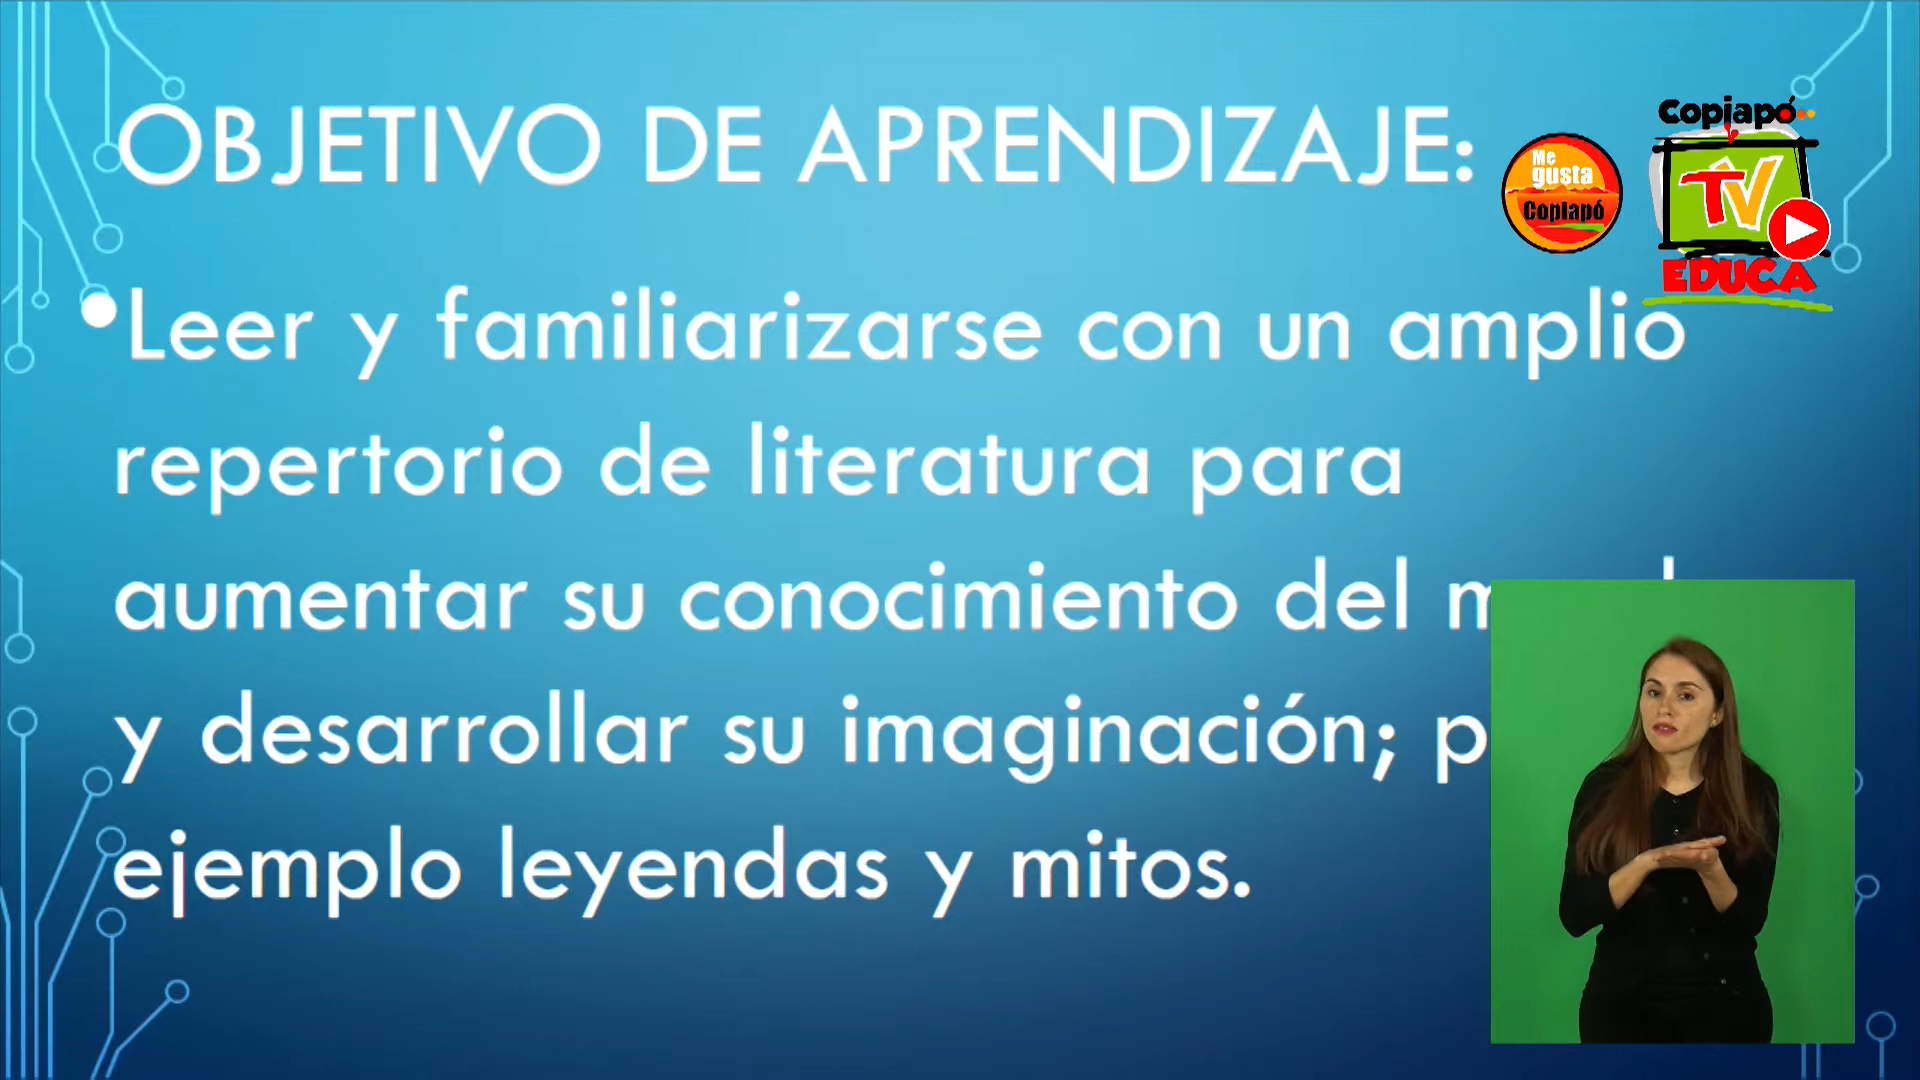 OBJETIVO DE APRENDIZAJE:
Copiapó
Me
gusta
Copiapó
TV
EDUCA
•Leer y familiarizarse con un amplio
repertorio de literatura para
aumentar su conocimiento del
y desarrollar su imaginación;
ejemplo leyendas y mitos.